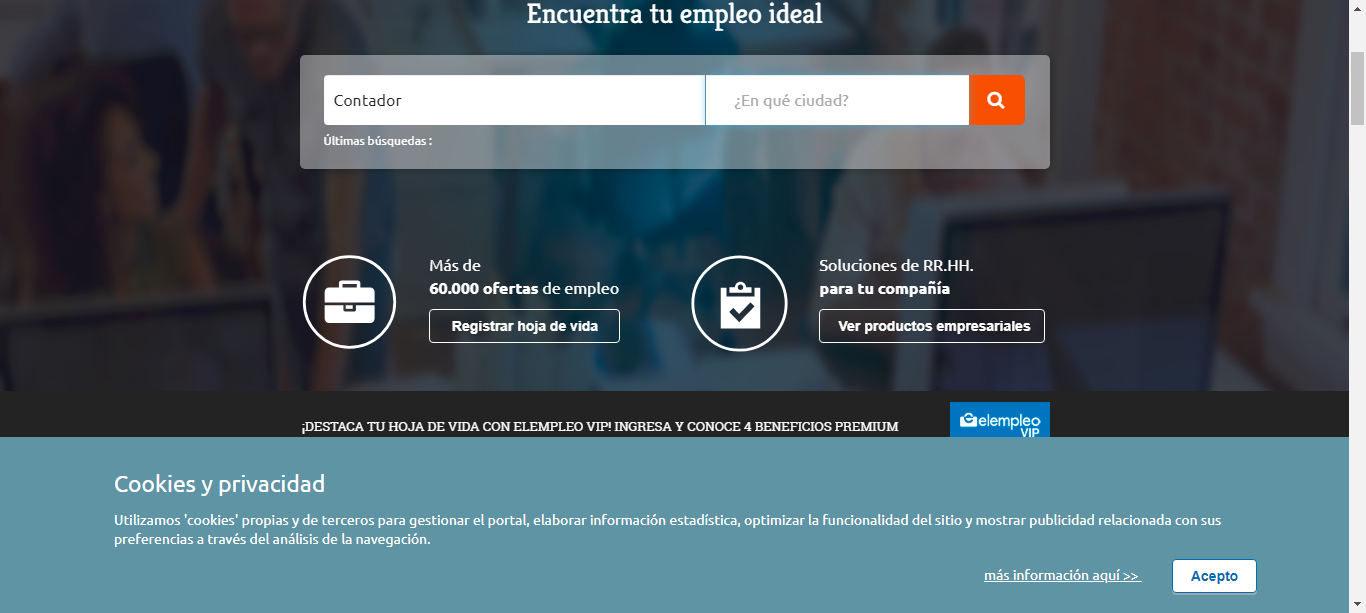 Encuentra tu empleo ideal
Contador
¿En qué ciudad?
Últimas búsquedas :
Más de
60.000 ofertas de empleo
Registrar hoja de vida
Soluciones de RR.HH.
para tu compañía
Ver productos empresariales
¡DESTACA TU HOJA DE VIDA CON ELEMPLEO VIP! INGRESA Y CONOCE 4 BENEFICIOS PREMIUM
elempleo
VIP
Cookies y privacidad
Utilizamos 'cookies' propias y de terceros para gestionar el portal, elaborar información estadística, optimizar la funcionalidad del sitio y mostrar publicidad relacionada con sus
preferencias a través del análisis de la navegación.
más información aquí >>
Acepto